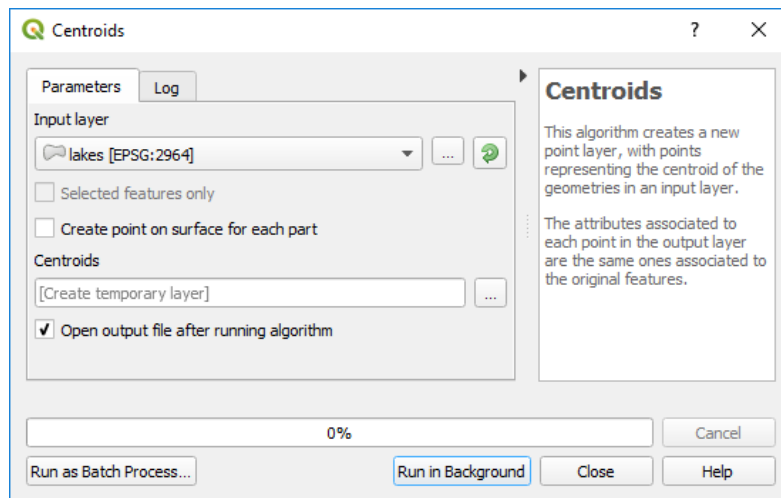 Centroids
?
Parameters
Log
Input layer
lakes [EPSG:2964]
...
Selected features only
Create point on surface for each part
Centroids
[Create temporary layer]
...
Open output file after running algorithm
Centroids
This algorithm creates a new
point layer, with points
representing the centroid of the
geometries in an input layer.
The attributes associated to
each point in the output layer
are the same ones associated to
the original features.
0%
Cancel
Run as Batch Process...
Run in Background
Close
Help